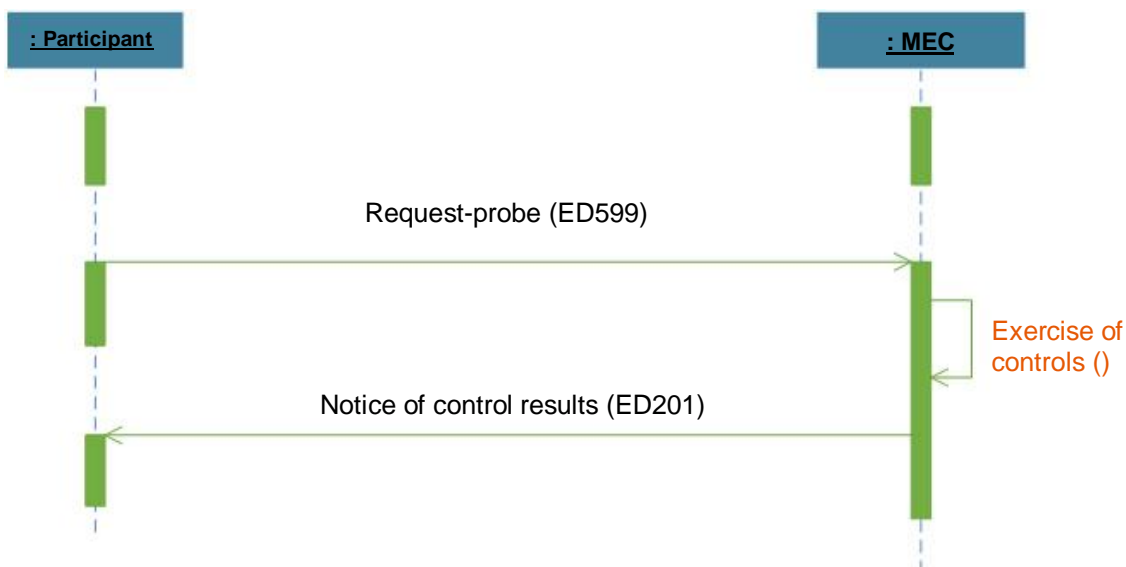 : Participant
: MEC
Request-probe (ED599)
Exercise of
controls ()
Notice of control results (ED201)